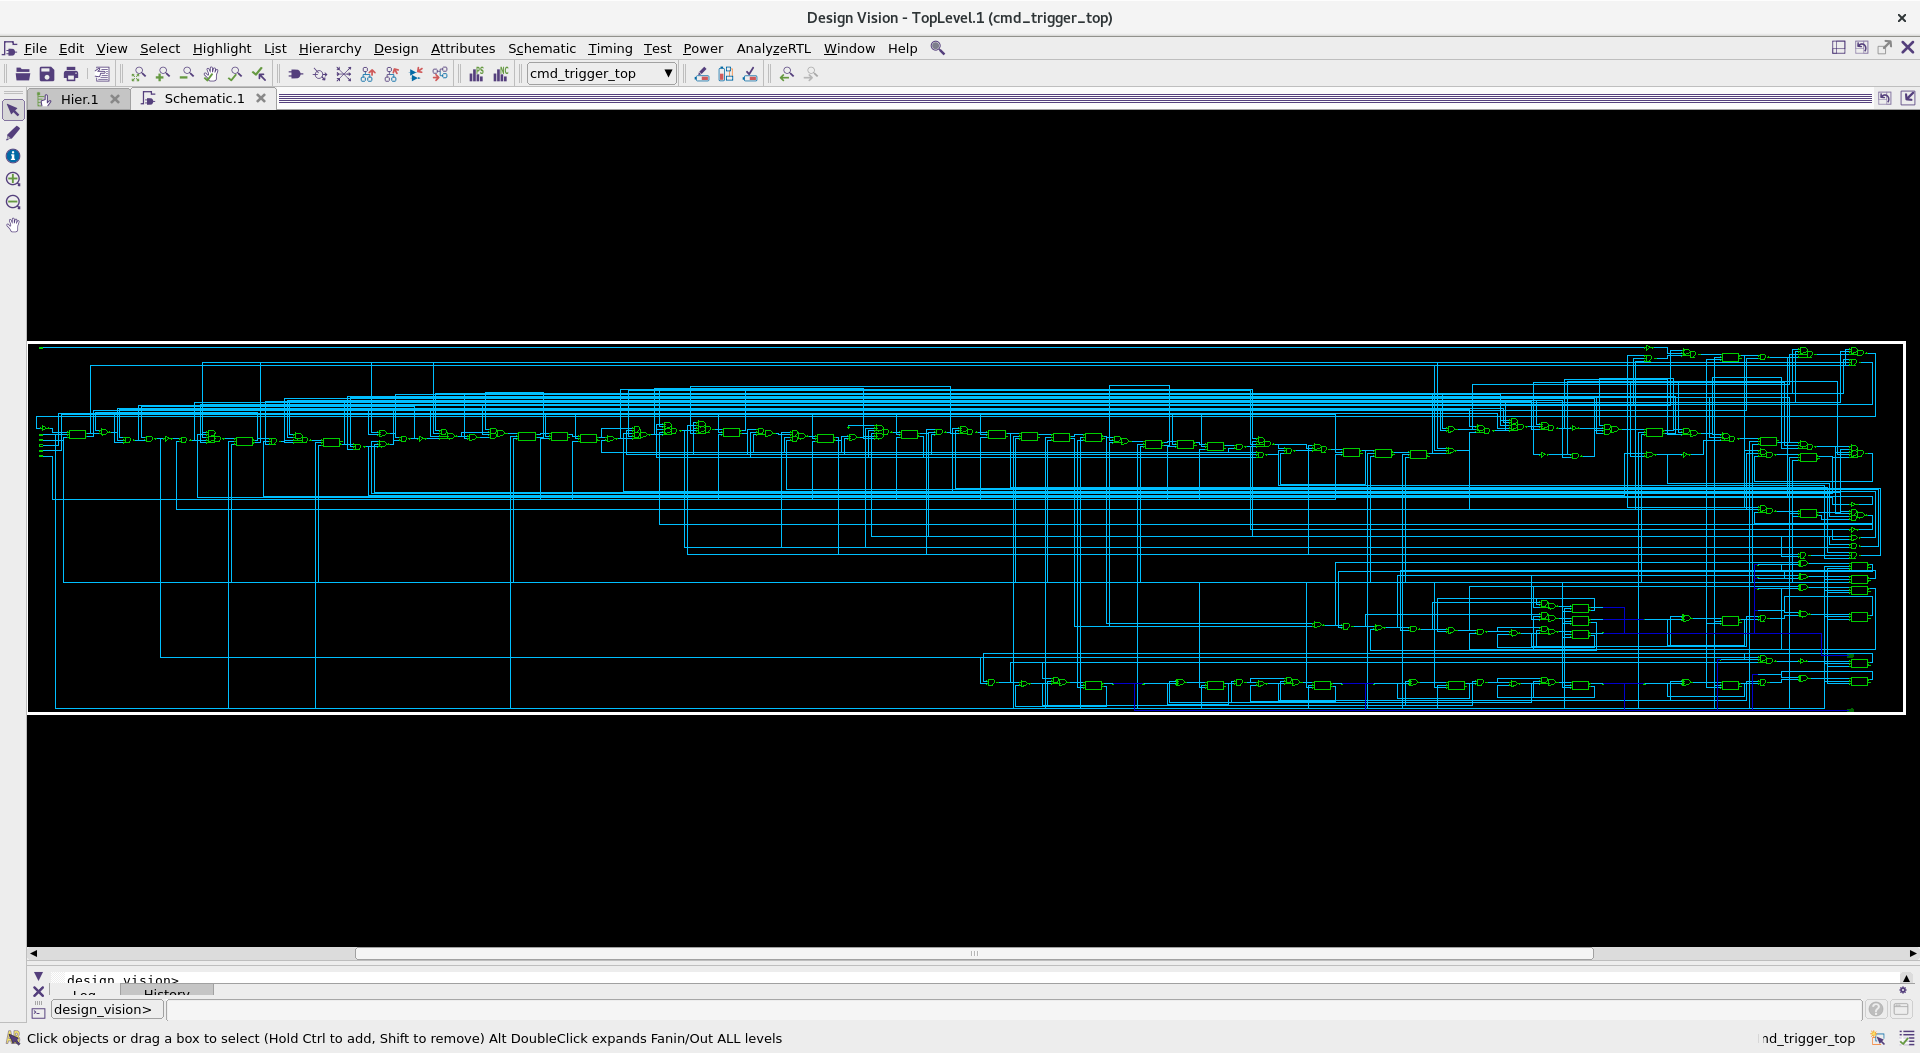 Design Vision - TopLevel.1 (cmd_trigger_top)
File Edit View Select Highlight List Hierarchy Design Attributes Schematic Timing Test Power AnalyzeRTL Window Help
cmd_trigger_top
Hier.1 Schematic.1
design_vision>
Log History
design_vision>
Click objects or drag a box to select (Hold Ctrl to add, Shift to remove) Alt DoubleClick expands Fanin/Out ALL levels nd_trigger_top